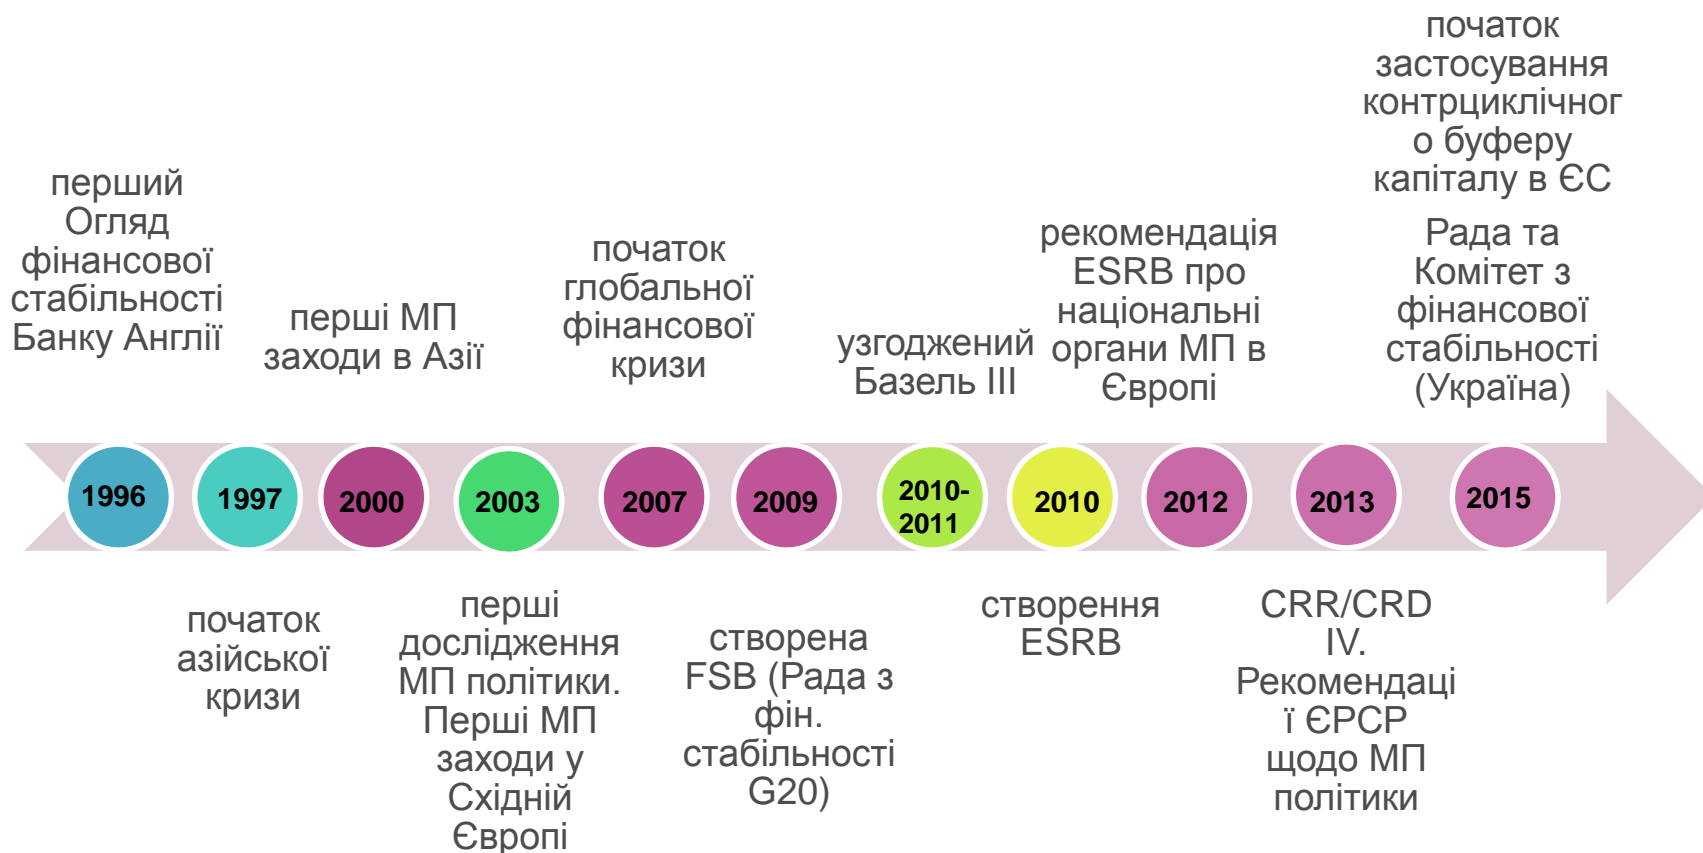 перший
Огляд
фінансової
стабільності
Банку Англії
перші МП
заходи в Азії
початок
глобальної
фінансової
кризи
узгоджений
Базель III
рекомендація
ESRB про
національні
органи МП в
Європі
початок
застосування
контрциклічног
о буферу
капіталу в ЄС
Рада та
Комітет з
фінансової
стабільності
(Україна)
1996
1997
2000
2003
2007
2009
2010-
2011
2010
2012
2013
2015
початок
азійської
кризи
перші
дослідження
МП політики.
Перші МП
заходи у
Східній
Європі
створена
FSB (Рада з
фін.
стабільності
G20)
створення
ESRB
CRR/CRD
IV.
Рекомендаці
ї ЄРСР
щодо МП
політики